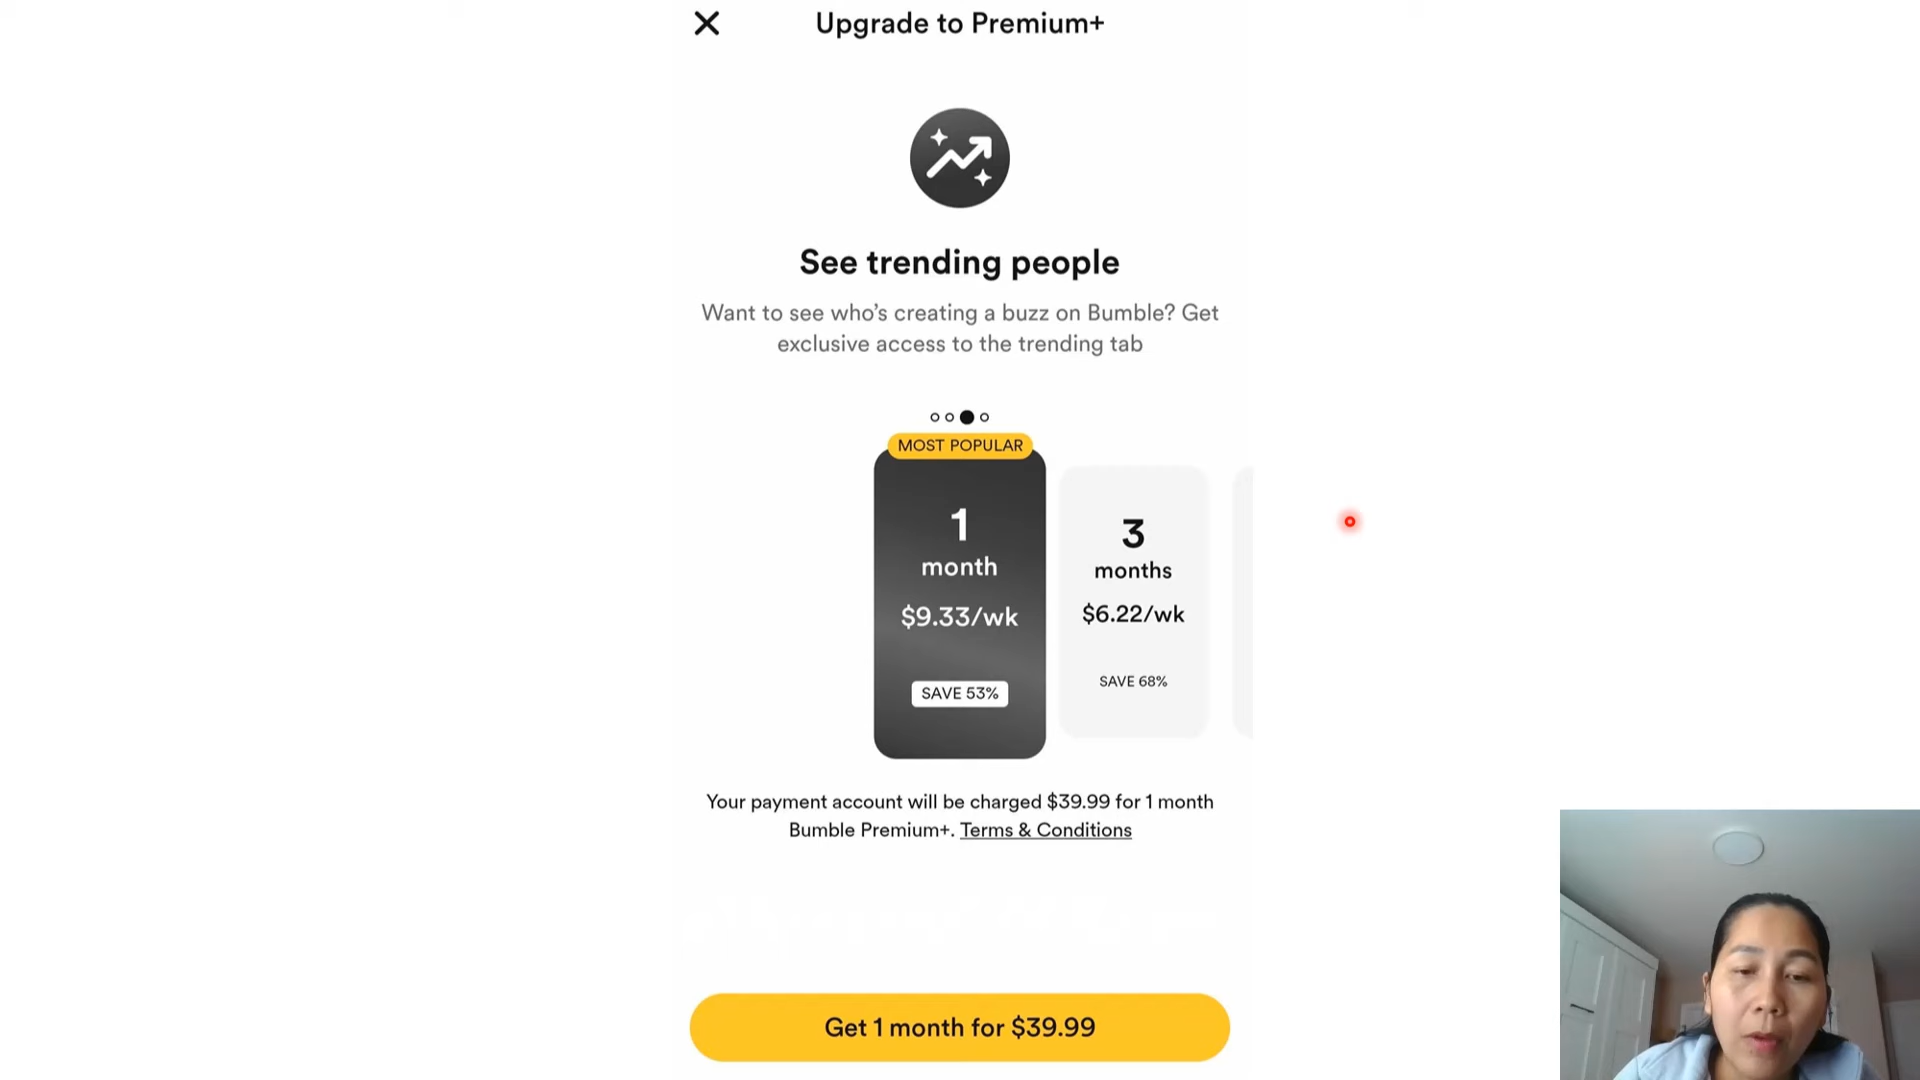 Upgrade to Premium+
See trending people
Want to see who's creating a buzz on Bumble? Get
exclusive access to the trending tab
MOST POPULAR
1
month
$9.33/wk
SAVE 53%
3
months
$6.22/wk
SAVE 68%
Your payment account will be charged $39.99 for 1 month
Bumble Premium+. Terms & Conditions
Get 1 month for $39.99